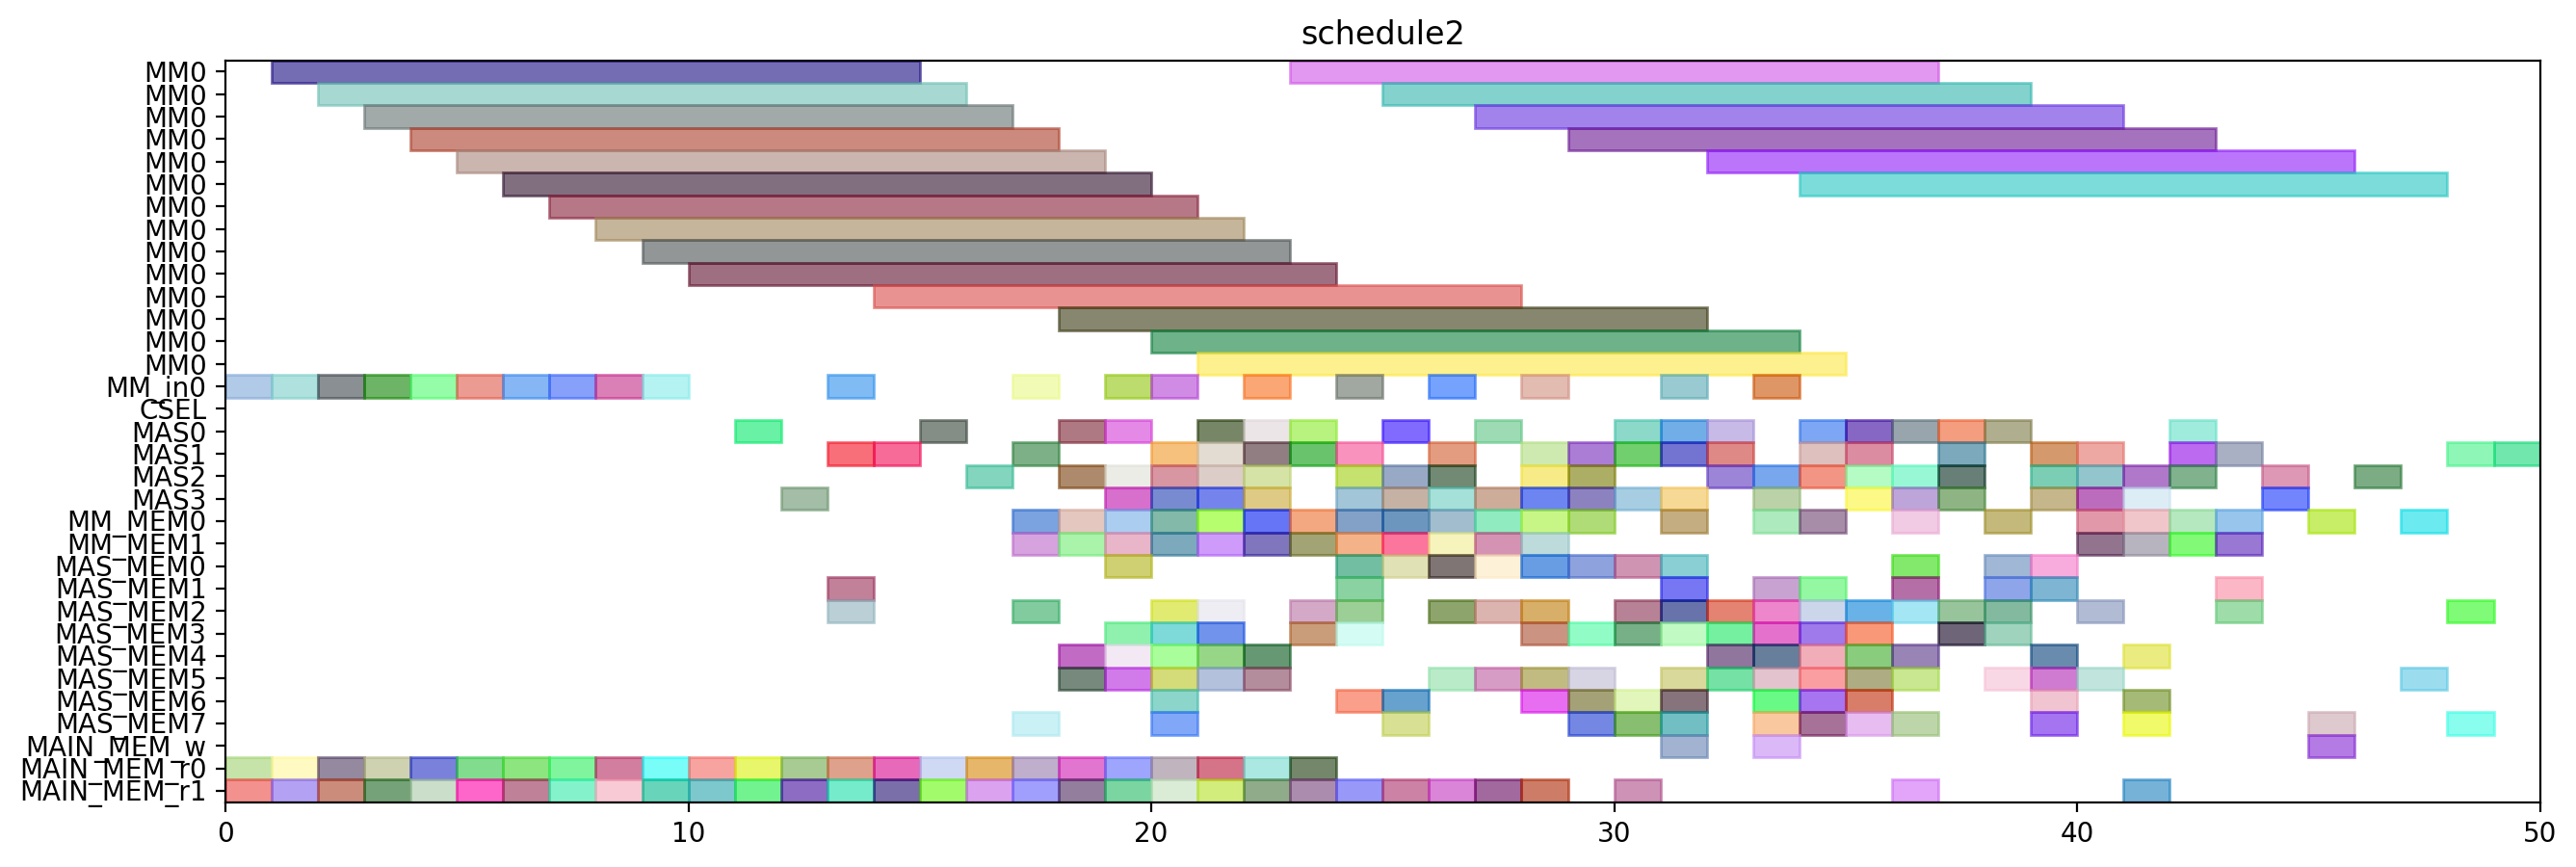 schedule2
MM0
MM0
MM0
MM0
MM0
MM0
MM0
MM0
MM0
MM0
MM0
MM0
MM0
MM0
MM_in0
CSEL
MAS0
MAS1
MAS2
MAS3
MM_MEM0
MM_MEM1
MAS_MEM0
MAS_MEM1
MAS_MEM2
MAS_MEM3
MAS_MEM4
MAS_MEM5
MAS_MEM6
MAS_MEM7
MAIN_MEM_w
MAIN_MEM_r0
MAIN_MEM_r1
0 10 20 30 40 50